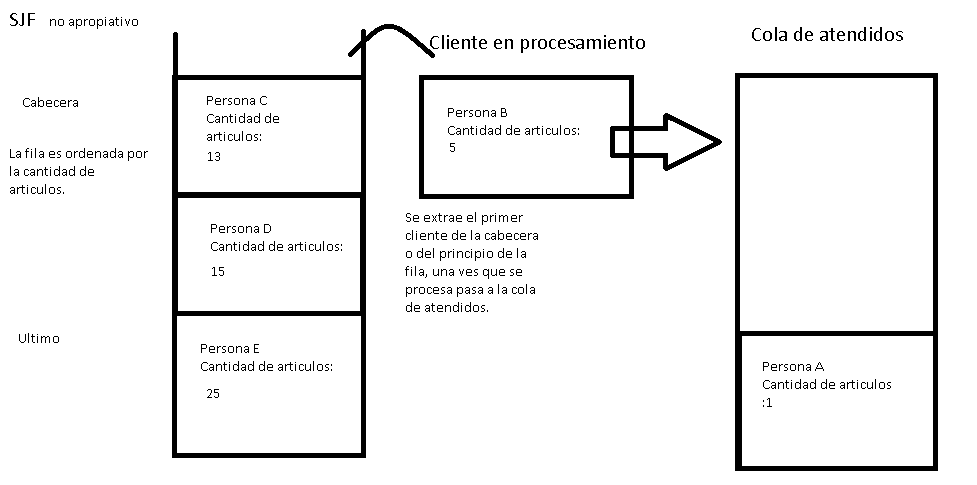 SJF no apropiativo
Cabecera
La fila es ordenada por
la cantidad de
articulos.
Ultimo
Persona C
Cantidad de
articulos:
13
Persona D
Cantidad de articulos:
15
Persona E
Cantidad de articulos:
25
Cliente en procesamiento
Persona B
Cantidad de articulos:
5
Se extrae el primer
cliente de la cabecera
o del principio de la
fila, una ves que se
procesa pasa a la cola
de atendidos.
Cola de atendidos
Persona A
Cantidad de articulos
:1